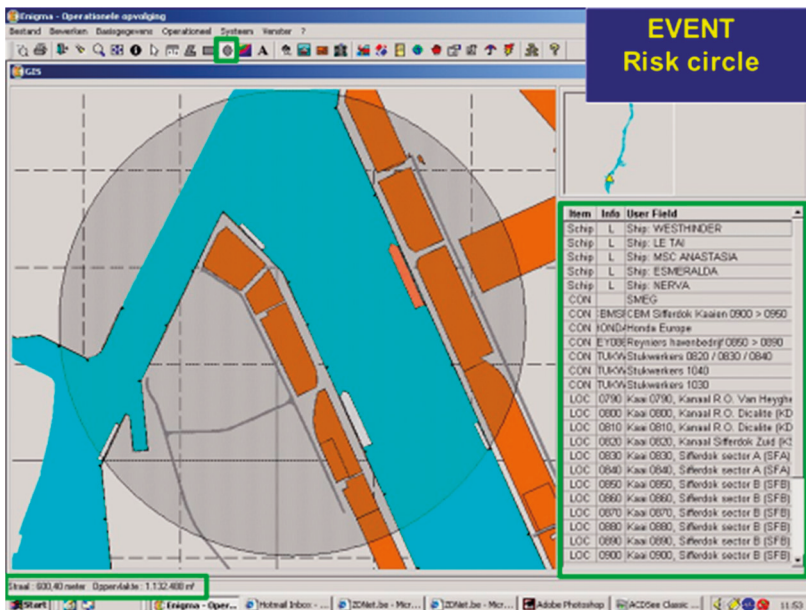 Enigma - Operationele opvolging
EVENT
Risk circle
Bestand Bewerken Basisgegevens Operationeel Systeem Venster ?
GIS
Item Info User Field
Schip L Ship: WESTHINDER
Schip L Ship: LE TAI
Schip L Ship: MSC ANASTASIA
Schip L Ship: ESMERALDA
Schip L Ship: NERVA
CON SMEG
CON CBM Sifferdok Kaaien 0900 > 0950
CON Honda Europe
CON Reyniers havenbedrijf 0850 > 0890
CON Stukwerkers 0820 / 0830 / 0840
CON Stukwerkers 1040
CON Stukwerkers 1030
LOC 0790 Kaai 0790, Kanaal R.O. Van Heyghe
LOC 0800 Kaai 0800, Kanaal R.O. Dicalite (KD
LOC 0810 Kaai 0810, Kanaal R.O. Dicalite (KD
LOC 0820 Kaai 0820, Kanaal Sifferdok Zuid (KS
LOC 0830 Kaai 0830, Sifferdok sector A (SFA)
LOC 0840 Kaai 0840, Sifferdok sector A (SFA)
LOC 0850 Kaai 0850, Sifferdok sector B (SFB)
LOC 0860 Kaai 0860, Sifferdok sector B (SFB)
LOC 0870 Kaai 0870, Sifferdok sector B (SFB)
LOC 0880 Kaai 0880, Sifferdok sector B (SFB)
LOC 0890 Kaai 0890, Sifferdok sector B (SFB)
LOC 0900 Kaai 0900, Sifferdok sector B (SFB)
Straal : 600,40 meter Oppervlakte : 1.132.488 m²
Start Enigma - Oper... Hotmail Inbox - ... ZDNet.be - Micr... ZDNet.be - Micr... Adobe Photoshop ACDSee Classic ... 11:53